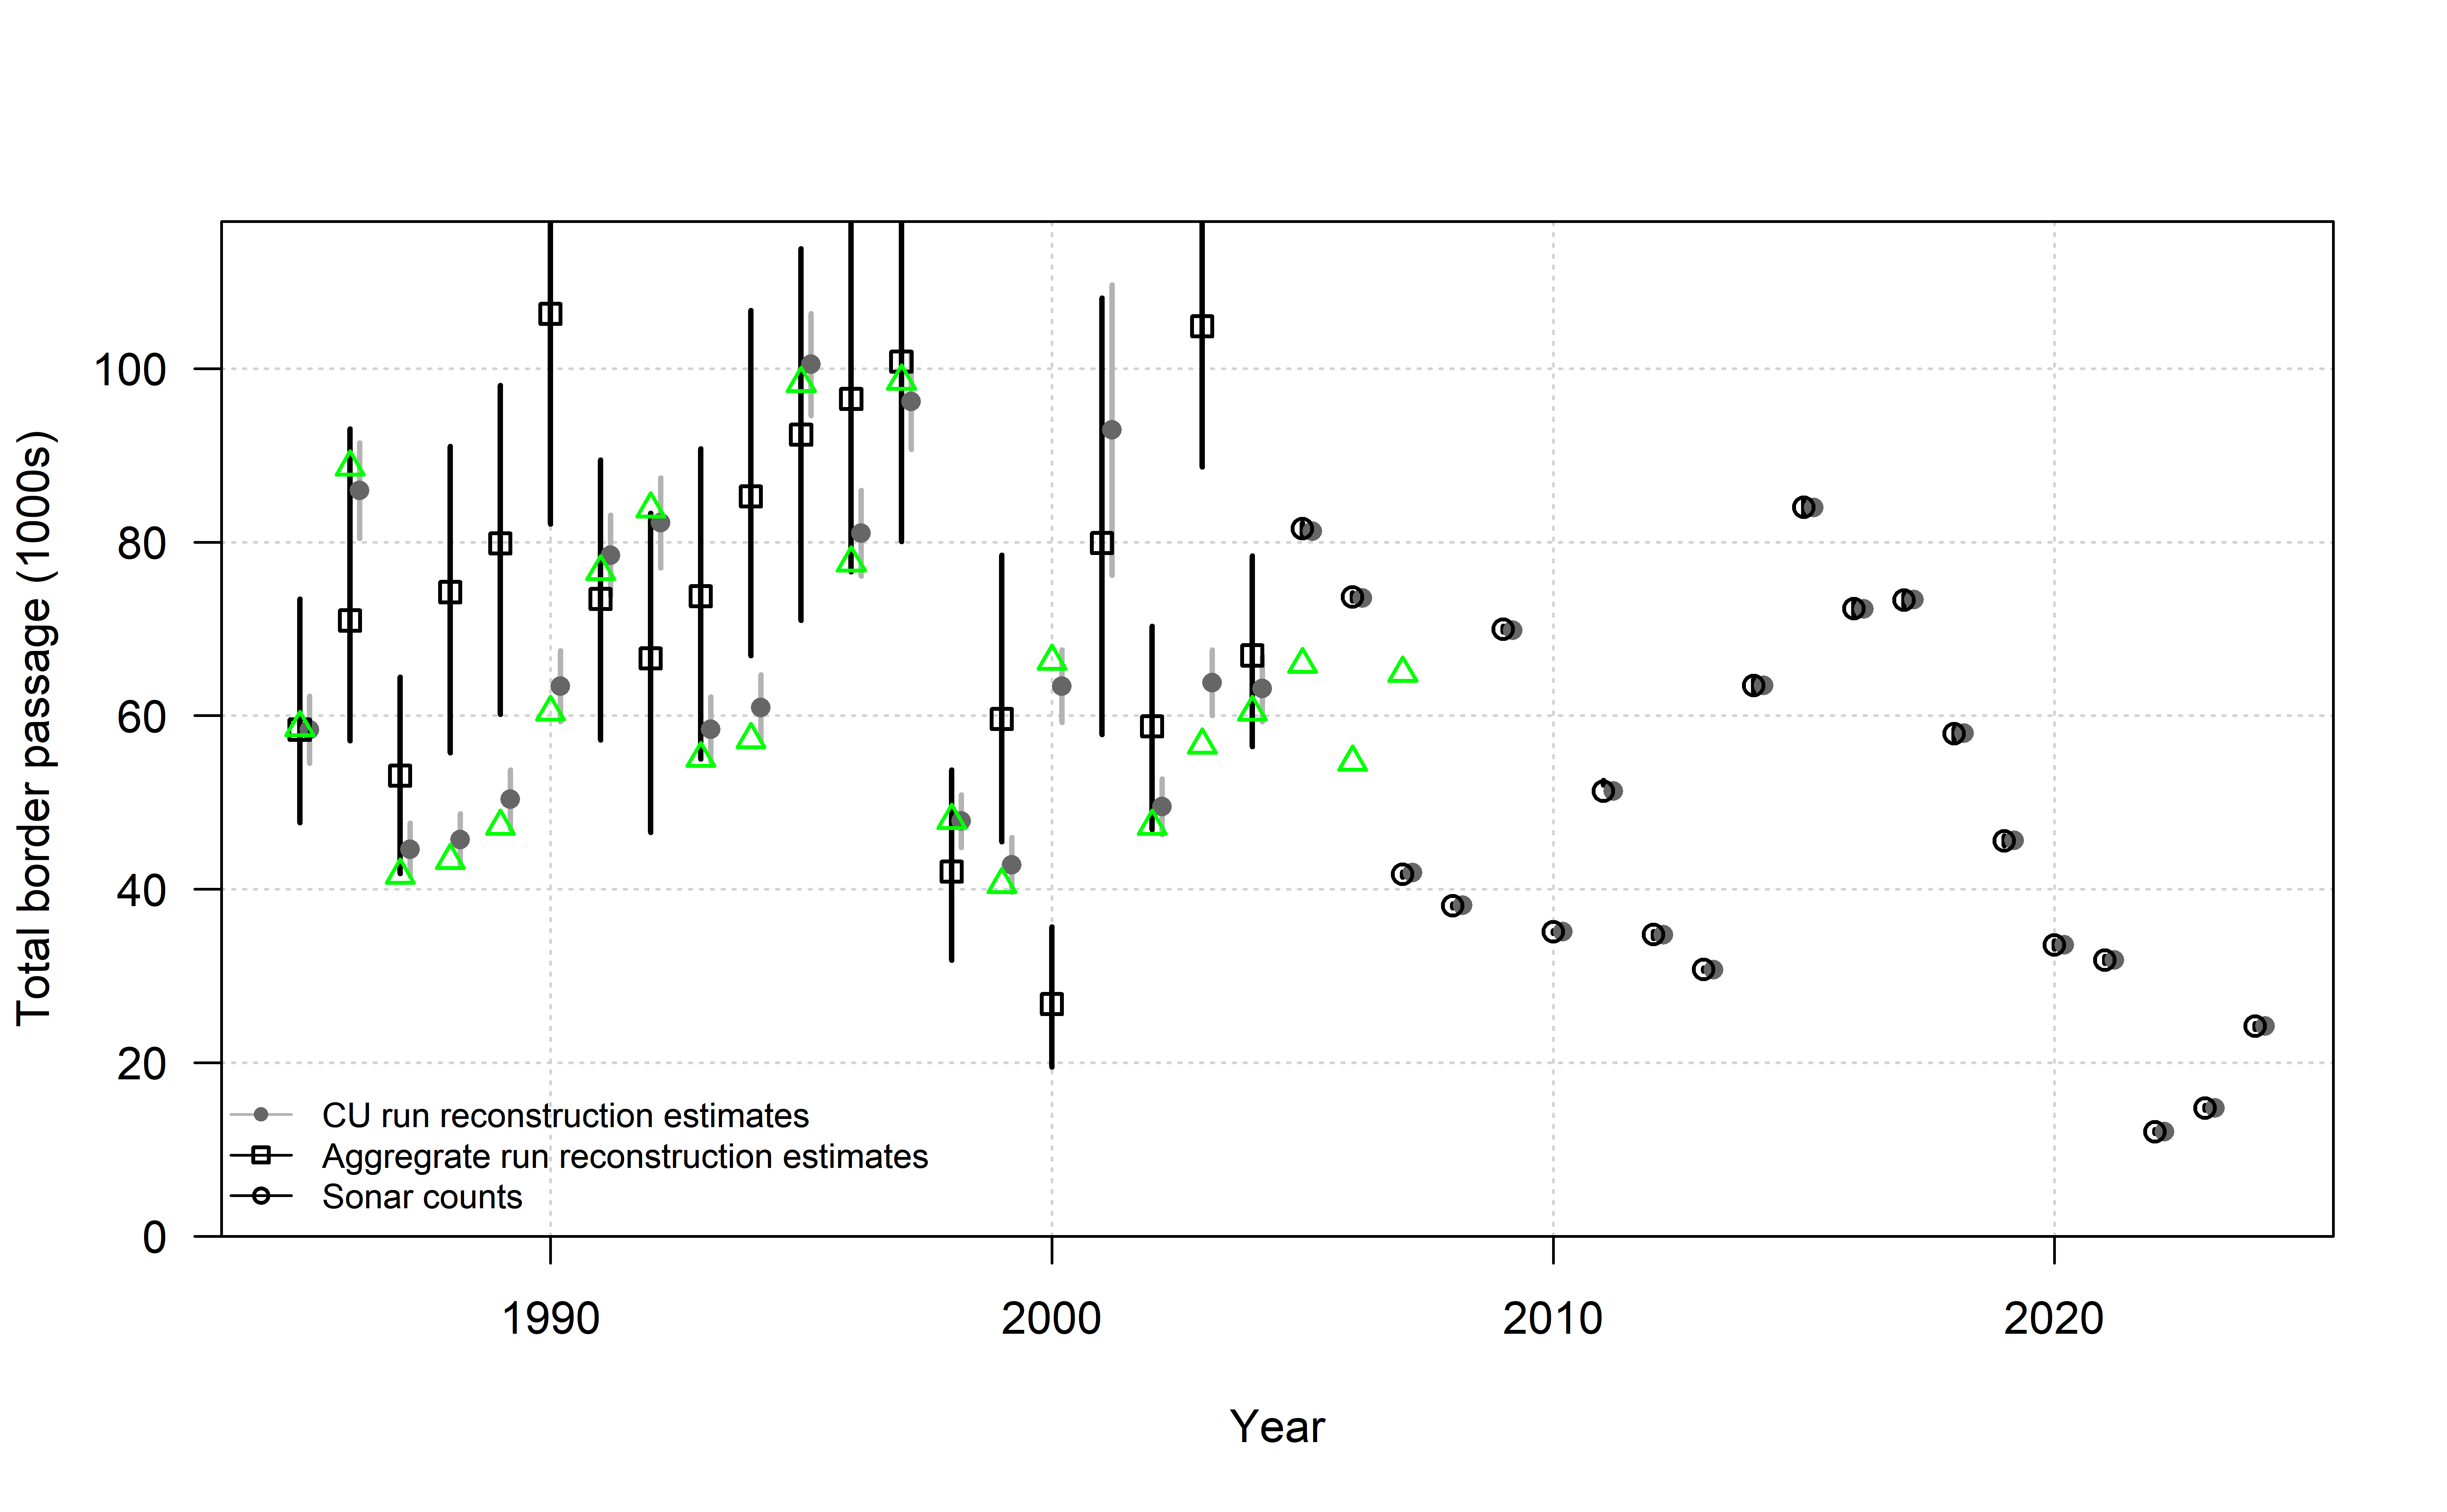 Total border passage (1000s)
100
80
60
40
20
0
CU run reconstruction estimates
Aggregrate run reconstruction estimates
Sonar counts
1990 2000 2010 2020
Year